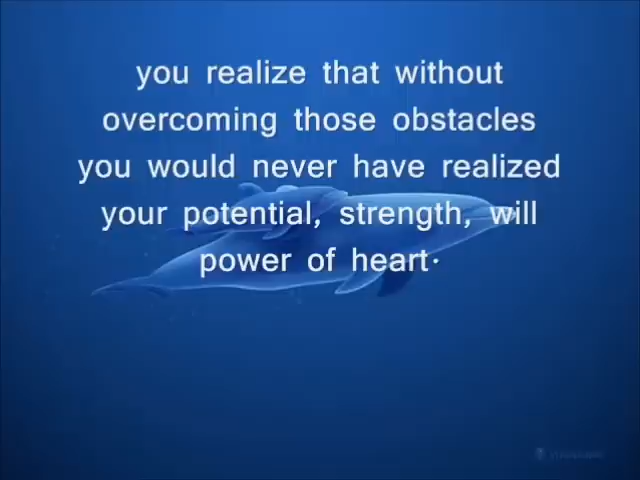 you realize that without
overcoming those obstacles
you would never have realized
your potential, strength, will
power of heart.